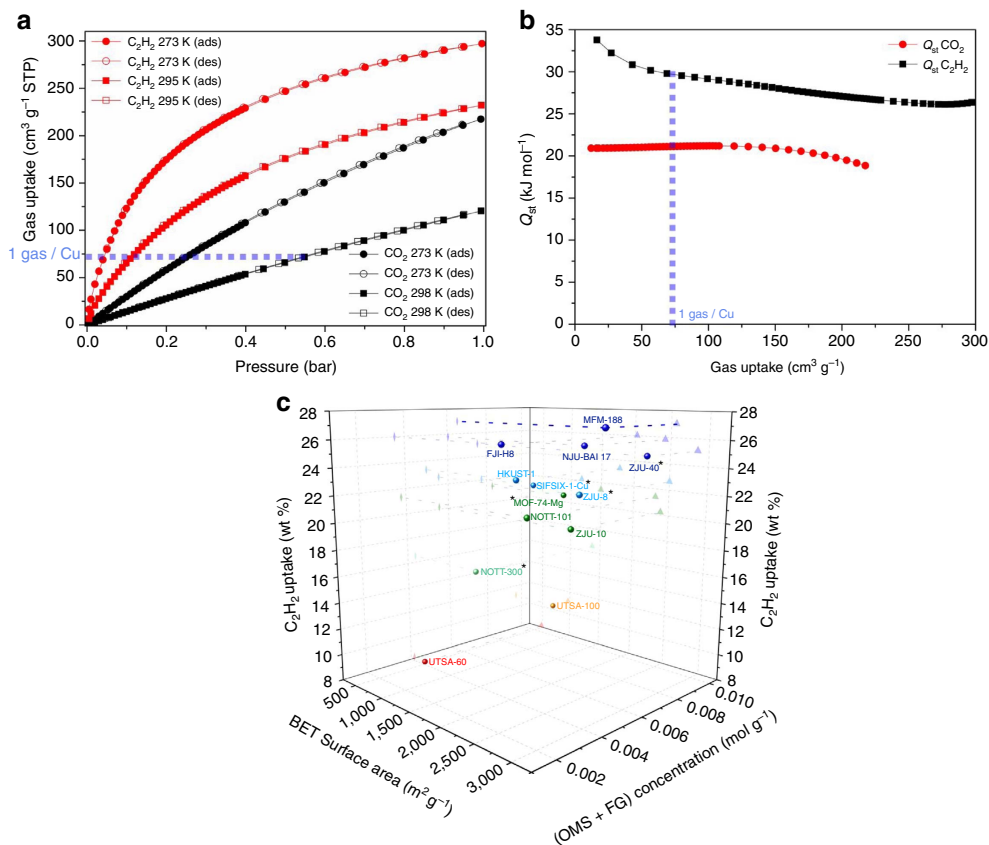 a
Gas uptake (cm³ g⁻¹ STP)
300
250
200
150
100
50
0
1 gas / Cu
C₂H₂ 273 K (ads)
C₂H₂ 273 K (des)
C₂H₂ 295 K (ads)
C₂H₂ 295 K (des)
CO₂ 273 K (ads)
CO₂ 273 K (des)
CO₂ 298 K (ads)
CO₂ 298 K (des)
0.0 0.2 0.4 0.6 0.8 1.0
Pressure (bar)
b
Qst (kJ mol⁻¹)
35
30
25
20
15
10
5
0
Qst CO₂
Qst C₂H₂
1 gas / Cu
0 50 100 150 200 250 300
Gas uptake (cm³ g⁻¹)
c
C₂H₂ uptake (wt %)
28
26
24
22
20
18
16
14
12
10
8
MFM-188
FJI-H8
NJU-BAI 17
ZJU-40*
HKUST-1
SIFSIX-1-Cu*
*MOF-74-Mg
ZJU-8*
NOTT-101
ZJU-10
NOTT-300*
UTSA-100
UTSA-60
28
26
24
22
20
18
16
14
12
10
8
C₂H₂ uptake (wt %)
500
1,000
1,500
2,000
2,500
3,000
BET Surface area (m² g⁻¹)
0.002
0.004
0.006
0.008
0.010
(OMS + FG) concentration (mol g⁻¹)